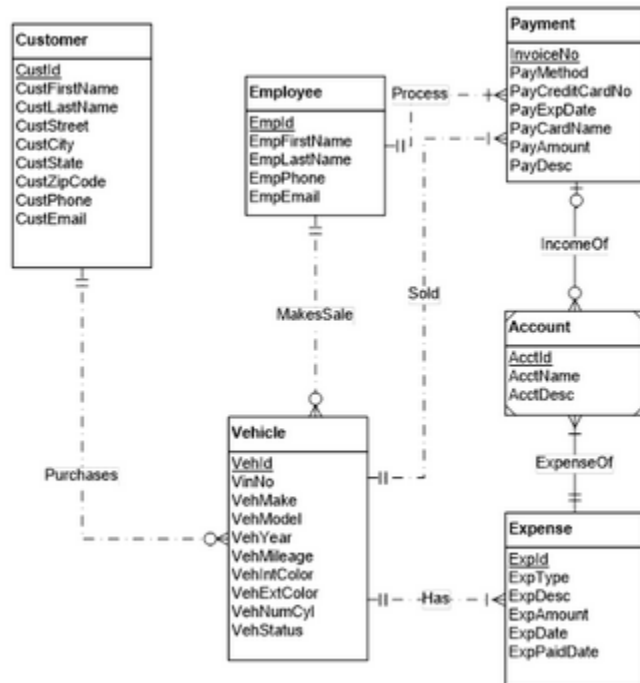 Customer
CustId
CustFirstName
CustLastName
CustStreet
CustCity
CustState
CustZipCode
CustPhone
CustEmail
Employee
EmpId
EmpFirstName
EmpLastName
EmpPhone
EmpEmail
Process
Payment
InvoiceNo
PayMethod
PayCreditCardNo
PayExpDate
PayCardName
PayAmount
PayDesc
IncomeOf
Sold
MakesSale
Account
AcctId
AcctName
AcctDesc
ExpenseOf
Purchases
Vehicle
VehId
VinNo
VehMake
VehModel
VehYear
VehMileage
VehIntColor
VehExtColor
VehNumCyl
VehStatus
Has
Expense
ExpId
ExpType
ExpDesc
ExpAmount
ExpDate
ExpPaidDate